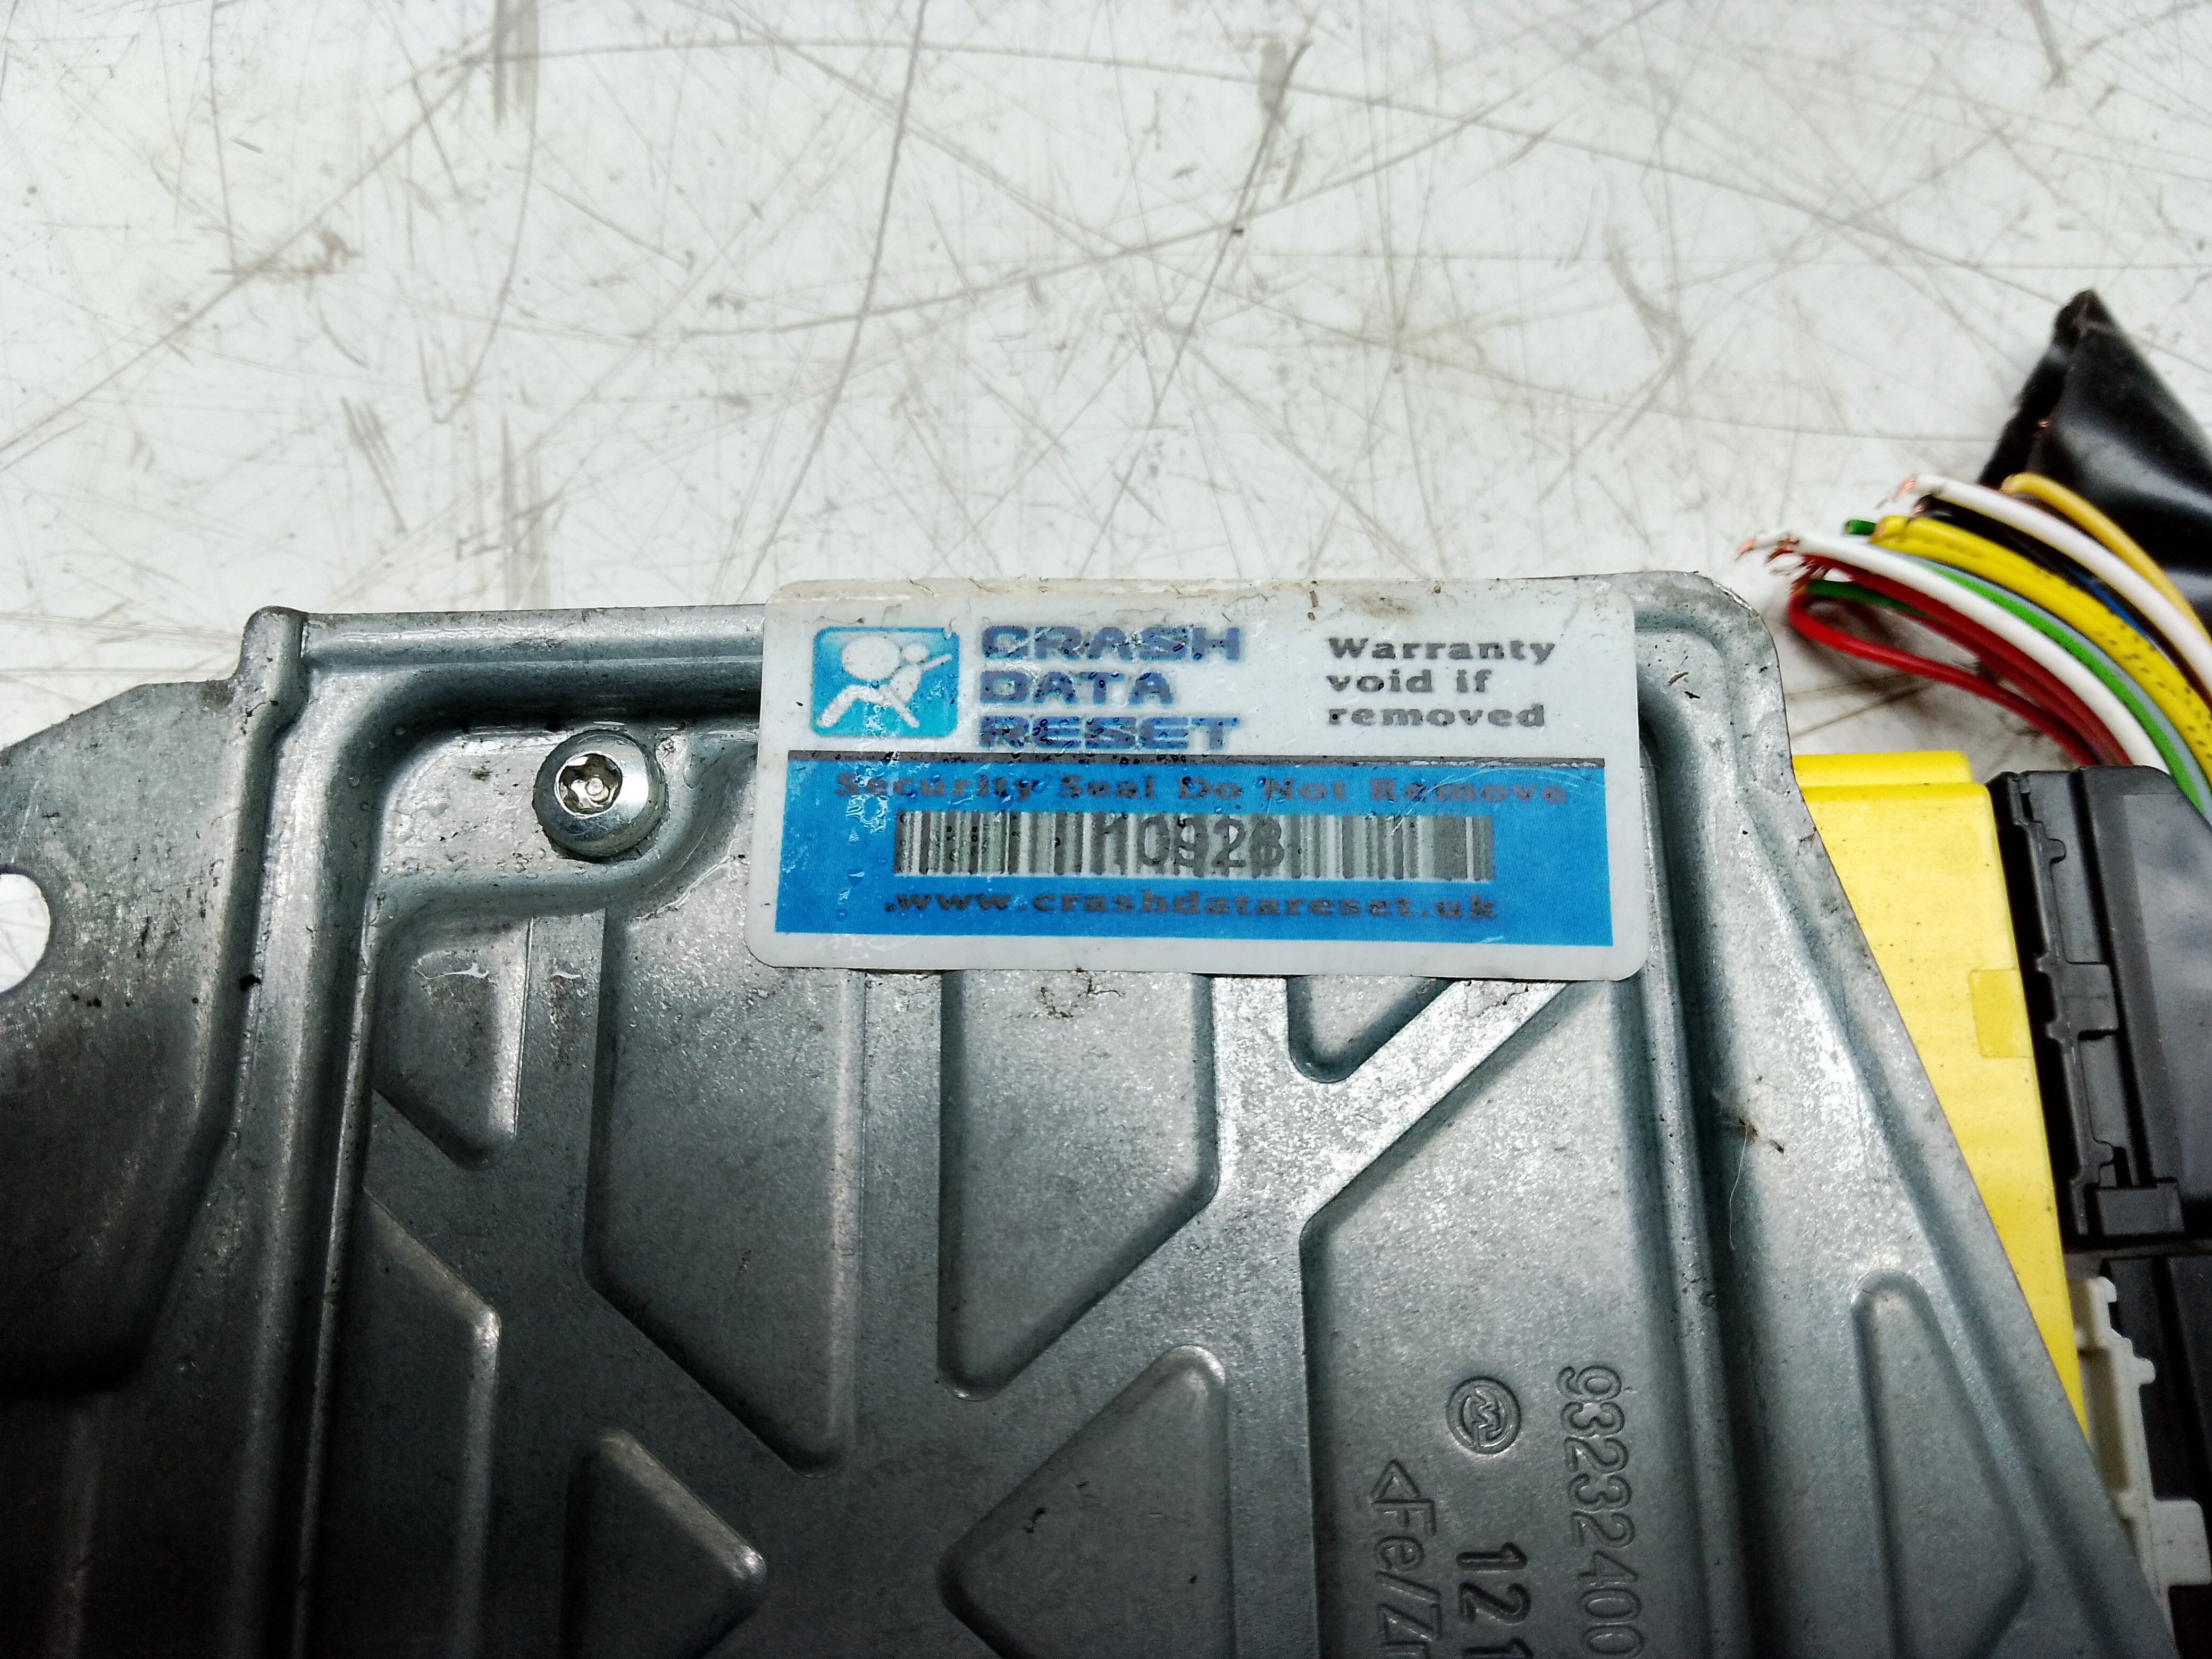 CRASH
DATA
RESET
Warranty
void if
removed
Security Seal Do Not Remove
10928
.www.crashdatareset.uk
93232400
121
>Fe//Zn